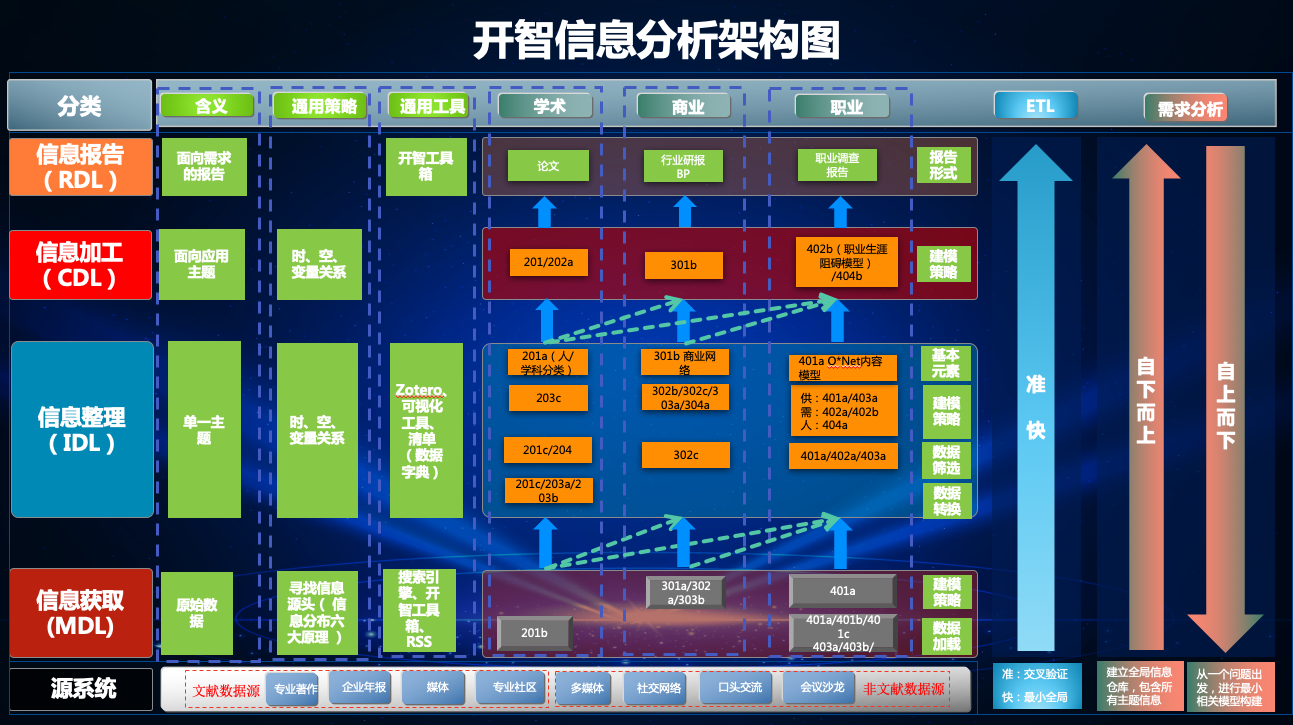 开智信息分析架构图
分类
含义
通用策略
通用工具
学术
商业
职业
ETL
需求分析
信息报告
（RDL）
面向需求
的报告
开智工具
箱
论文
行业研报
BP
职业调查
报告
报告
形式
信息加工
（CDL）
面向应用
主题
时、空、
变量关系
201/202a
301b
402b（职业生涯
阻碍模型）
/404b
建模
策略
信息整理
（IDL）
单一主
题
时、空、
变量关系
Zotero、
可视化
工具、
清单
（数据
字典）
201a（人/
学科分类）
203c
201c/204
201c/203a/2
03b
301b 商业网
络
302b/302c/3
03a/304a
302c
401a O*Net内容
模型
供：401a/403a
需：402a/402b
人：404a
401a/402a/403a
基本
元素
建模
策略
数据
筛选
数据
转换
信息获取
(MDL)
原始数
据
寻找信息
源头（ 信
息分布六
大原理 ）
搜索引
擎、开
智工具
箱、
RSS
201b
301a/302
a/303b
401a
401a/401b/40
1c
403a/403b/
建模
策略
数据
加载
准
快
自
下
而
上
自
上
而
下
源系统
文献数据源
专业著作
企业年报
媒体
专业社区
多媒体
社交网络
口头交流
会议沙龙
非文献数据源
准：交叉验证
快：最小全局
建立全局信息
仓库，包含所
有主题信息
从一个问题出
发，进行最小
相关模型构建